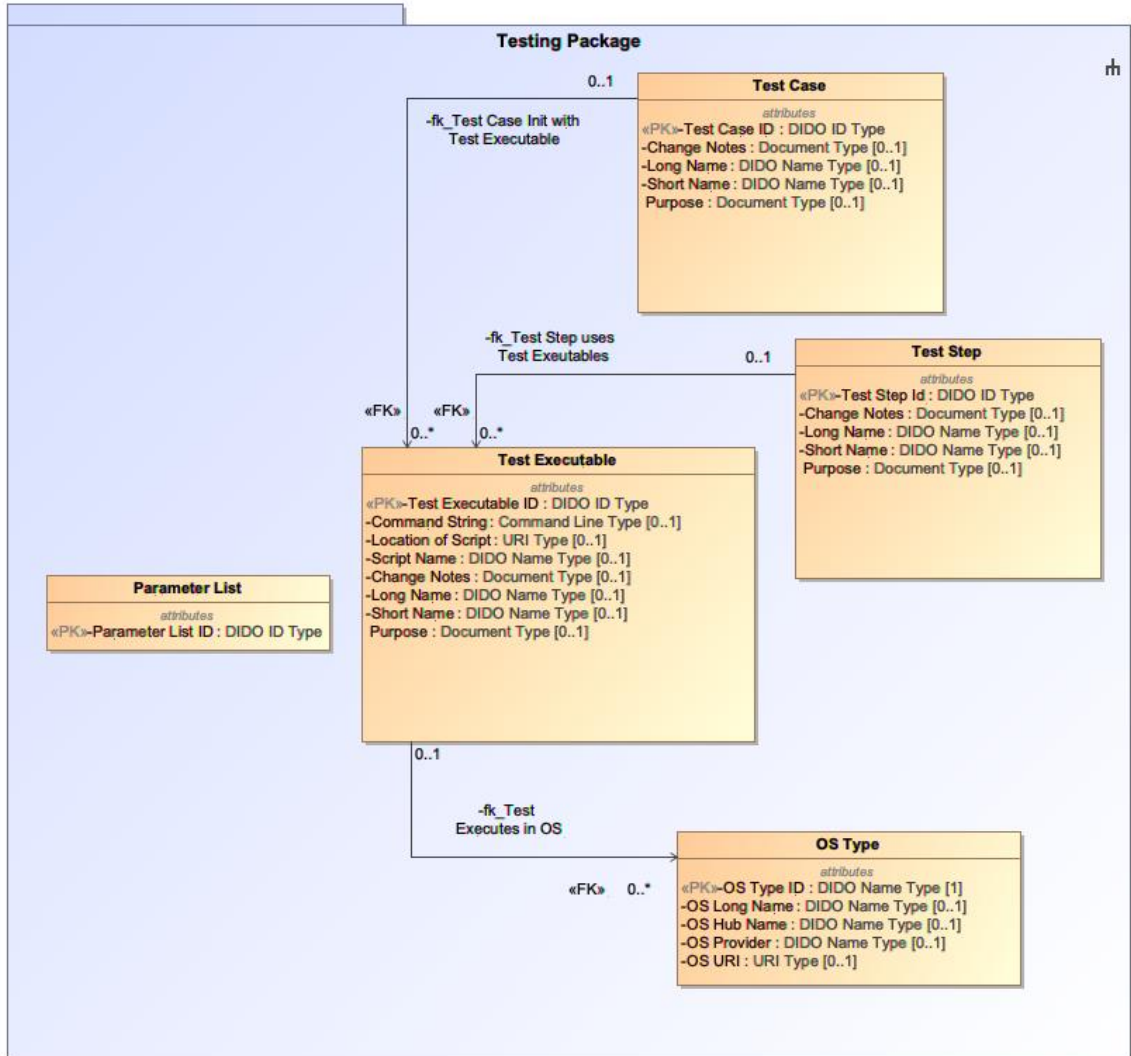 Testing Package
0..1
-fk_Test Case Init with
Test Executable
Test Case
attributes
«PK»-Test Case ID : DIDO ID Type
-Change Notes : Document Type [0..1]
-Long Name : DIDO Name Type [0..1]
-Short Name : DIDO Name Type [0..1]
Purpose : Document Type [0..1]
-fk_Test Step uses
Test Exeutables
0..1
Test Step
attributes
«PK»-Test Step Id : DIDO ID Type
-Change Notes : Document Type [0..1]
-Long Name : DIDO Name Type [0..1]
-Short Name : DIDO Name Type [0..1]
Purpose : Document Type [0..1]
«FK»
«FK»
0..*
0..*
Test Executable
attributes
«PK»-Test Executable ID : DIDO ID Type
-Command String : Command Line Type [0..1]
-Location of Script : URI Type [0..1]
-Script Name : DIDO Name Type [0..1]
-Change Notes : Document Type [0..1]
-Long Name : DIDO Name Type [0..1]
-Short Name : DIDO Name Type [0..1]
Purpose : Document Type [0..1]
Parameter List
attributes
«PK»-Parameter List ID : DIDO ID Type
0..1
-fk_Test
Executes in OS
«FK»
0..*
OS Type
attributes
«PK»-OS Type ID : DIDO Name Type [1]
-OS Long Name : DIDO Name Type [0..1]
-OS Hub Name : DIDO Name Type [0..1]
-OS Provider : DIDO Name Type [0..1]
-OS URI : URI Type [0..1]